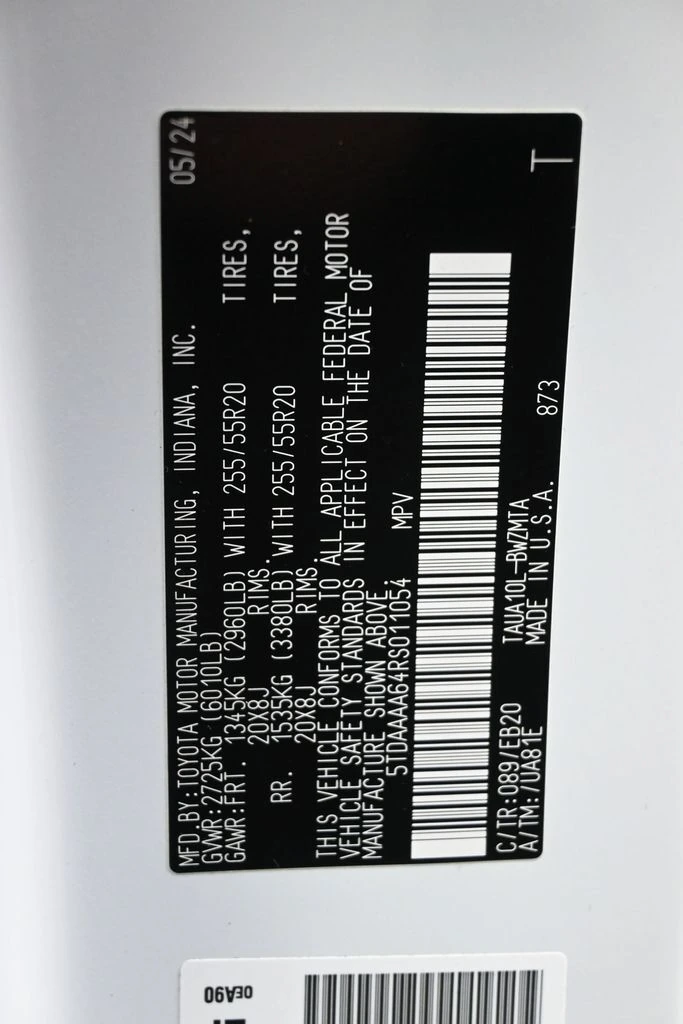 MFD.BY:TOYOTA MOTOR MANUFACTURING, INDIANA, INC. 05/24
GVWR:2725KG (6010LB)
GAWR:FRT. 1345KG (2960LB) WITH 255/55R20 TIRES,
20X8J RIMS.
RR. 1535KG (3380LB) WITH 255/55R20 TIRES,
20X8J RIMS.
THIS VEHICLE CONFORMS TO ALL APPLICABLE FEDERAL MOTOR
VEHICLE SAFETY STANDARDS IN EFFECT ON THE DATE OF
MANUFACTURE SHOWN ABOVE.
5TDAAAA64RS011054 MPV
C/TR:089/EB20 TAUA10L-BWZMTA
A/TM:/UA81E MADE IN U.S.A. 873 T
0EA90